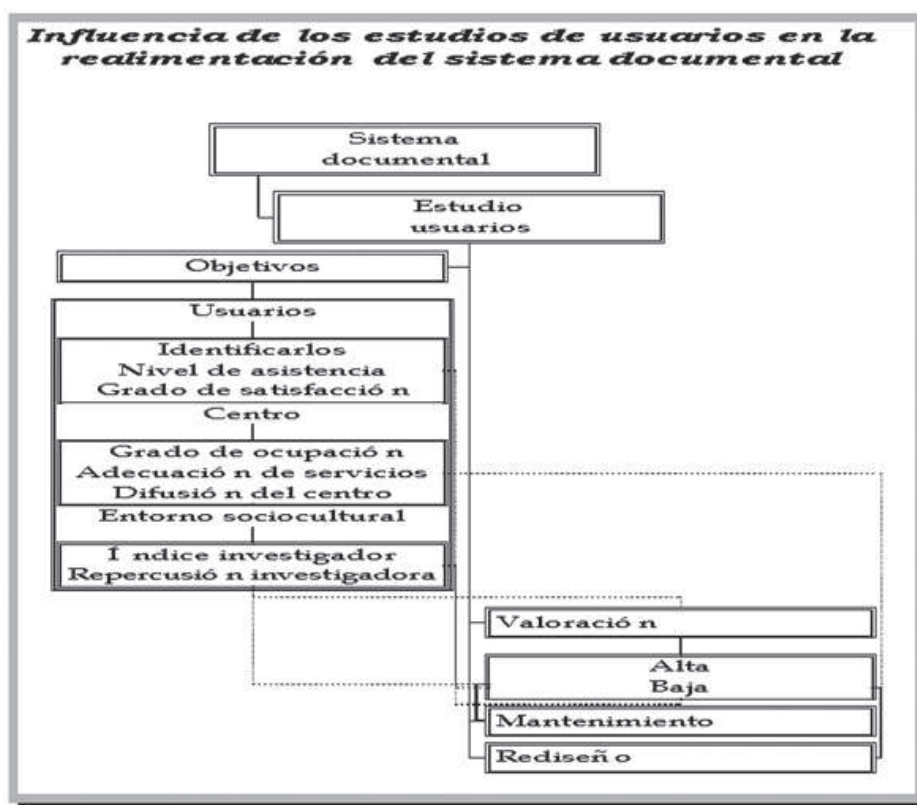 Influencia de los estudios de usuarios en la
realimentación del sistema documental
Sistema
documental
Estudio
usuarios
Objetivos
Usuarios
Identificarlos
Nivel de asistencia
Grado de satisfacció n
Centro
Grado de ocupació n
Adecuació n de servicios
Difusió n del centro
Entorno sociocultural
Í ndice investigador
Repercusió n investigadora
Valoració n
Alta
Baja
Mantenimiento
Rediseñ o